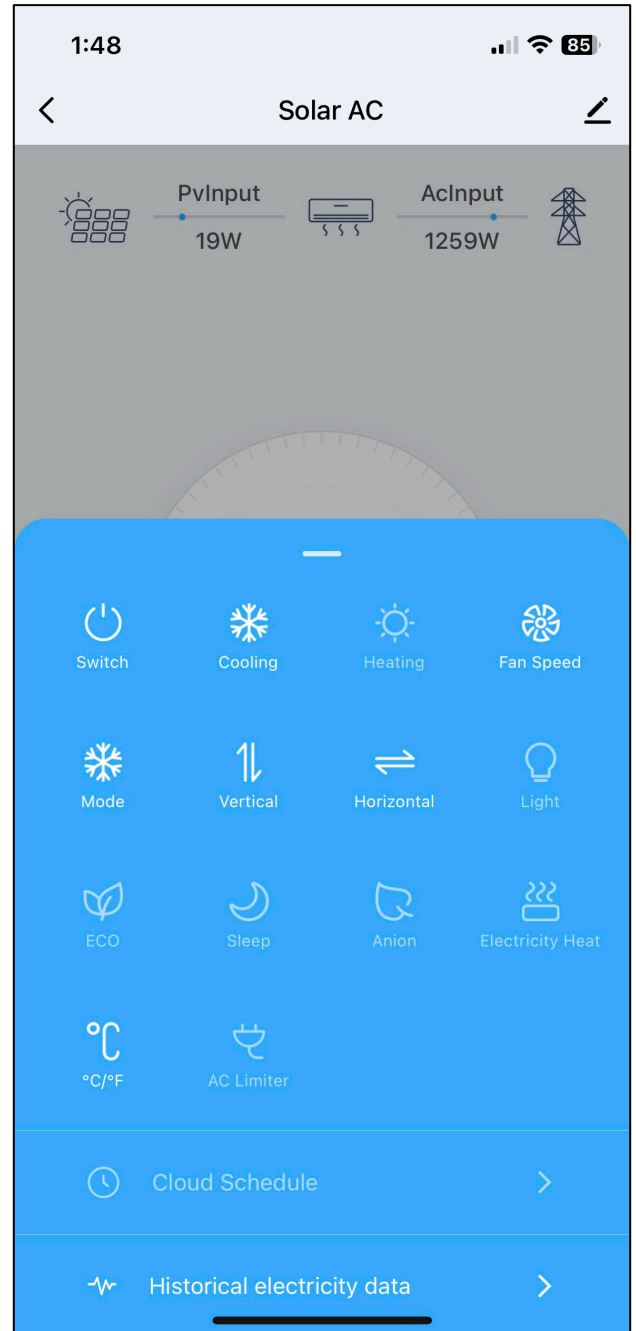 1:48
85
Solar AC
PvInput
AcInput
19W
1259W
Switch
Cooling
Heating
Fan Speed
Mode
Vertical
Horizontal
Light
ECO
Sleep
Anion
Electricity Heat
°C
°C/°F
AC Limiter
Cloud Schedule
Historical electricity data